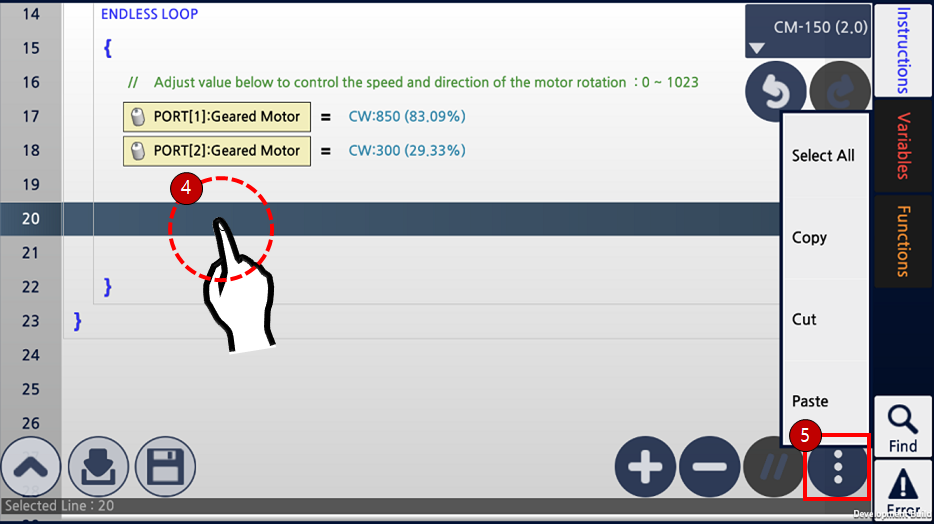 14 ENDLESS LOOP
CM-150 (2.0)
Instructions
15 {
16 // Adjust value below to control the speed and direction of the motor rotation : 0 ~ 1023
17 PORT[1]:Geared Motor = CW:850 (83.09%)
Variables
18 PORT[2]:Geared Motor = CW:300 (29.33%)
Select All
19
4
20
Functions
Copy
21
22 }
23 }
Cut
24
25
Paste
26
5
Find
Selected Line : 20
Error
Development Build